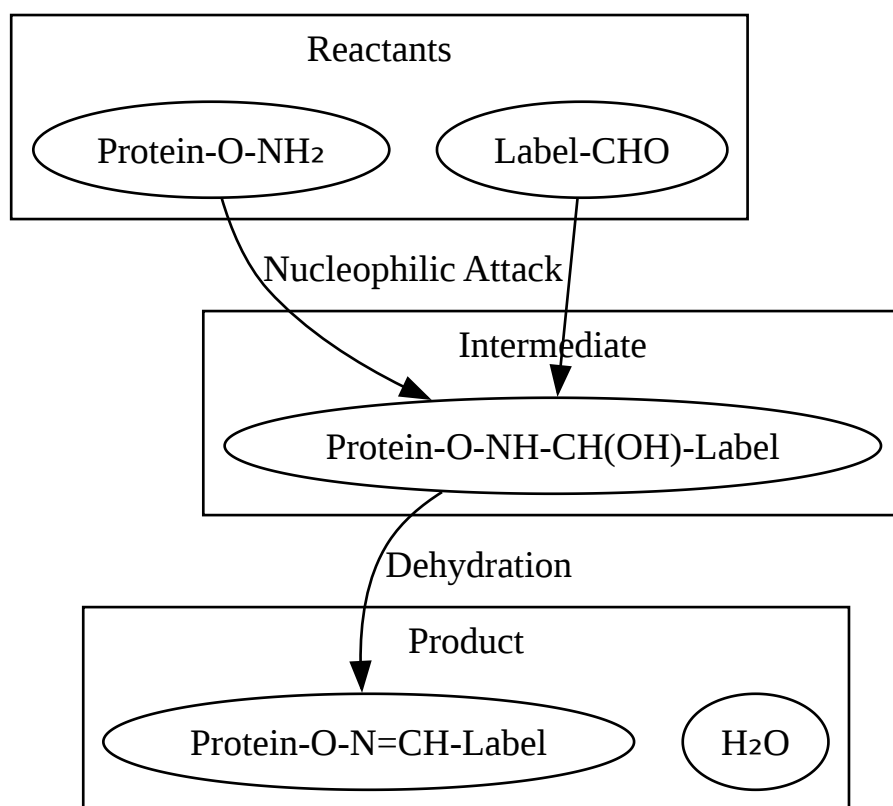 Reactants
Protein-O-NH₂
Label-CHO
Nucleophilic Attack
Intermediate
Protein-O-NH-CH(OH)-Label
Dehydration
Product
Protein-O-N=CH-Label
H₂O